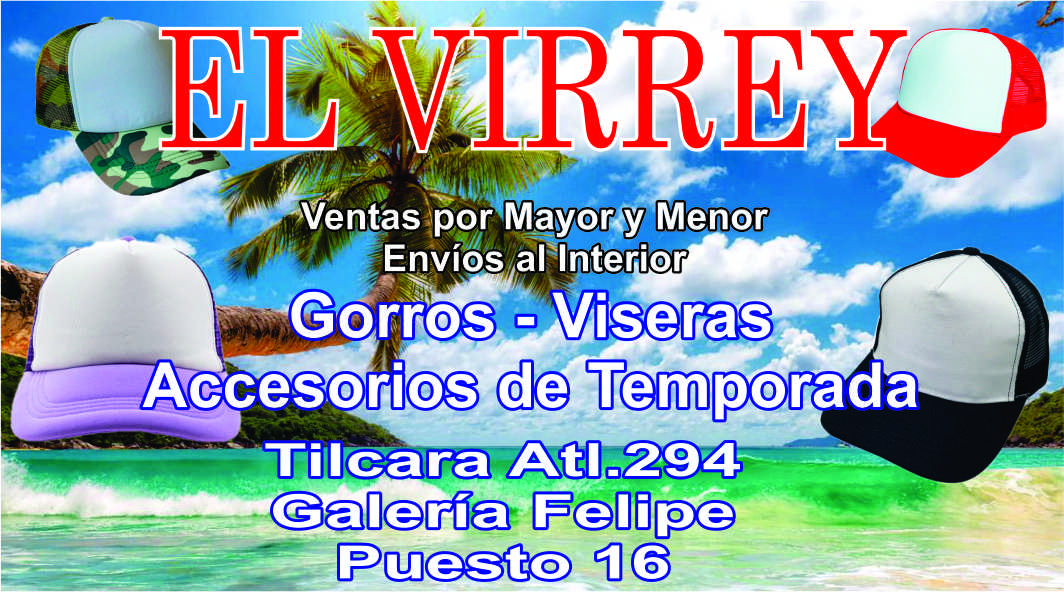 EL VIRREY
Ventas por Mayor y Menor
Envíos al Interior
Gorros - Viseras
Accesorios de Temporada
Tilcara Atl.294
Galería Felipe
Puesto 16